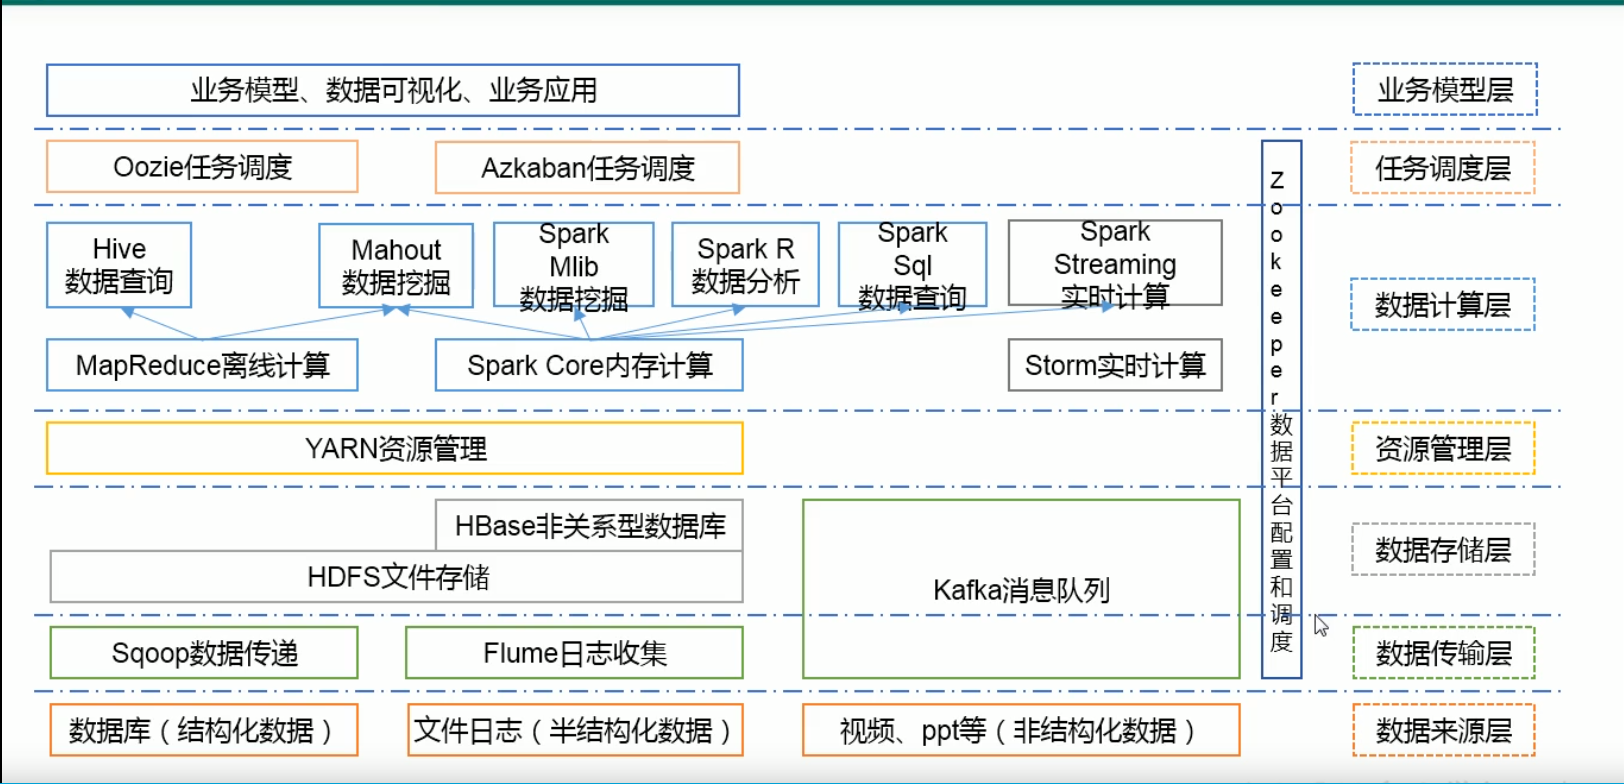 业务模型、数据可视化、业务应用
业务模型层
Oozie任务调度
Azkaban任务调度
任务调度层
Hive
数据查询
Mahout
数据挖掘
Spark
Mlib
数据挖掘
Spark R
数据分析
Spark
Sql
数据查询
Spark
Streaming
实时计算
数据计算层
MapReduce离线计算
Spark Core内存计算
Storm实时计算
Zookeeper数据平台配置和调度
YARN资源管理
资源管理层
HBase非关系型数据库
HDFS文件存储
Kafka消息队列
数据存储层
Sqoop数据传递
Flume日志收集
数据传输层
数据库（结构化数据）
文件日志（半结构化数据）
视频、ppt等（非结构化数据）
数据来源层